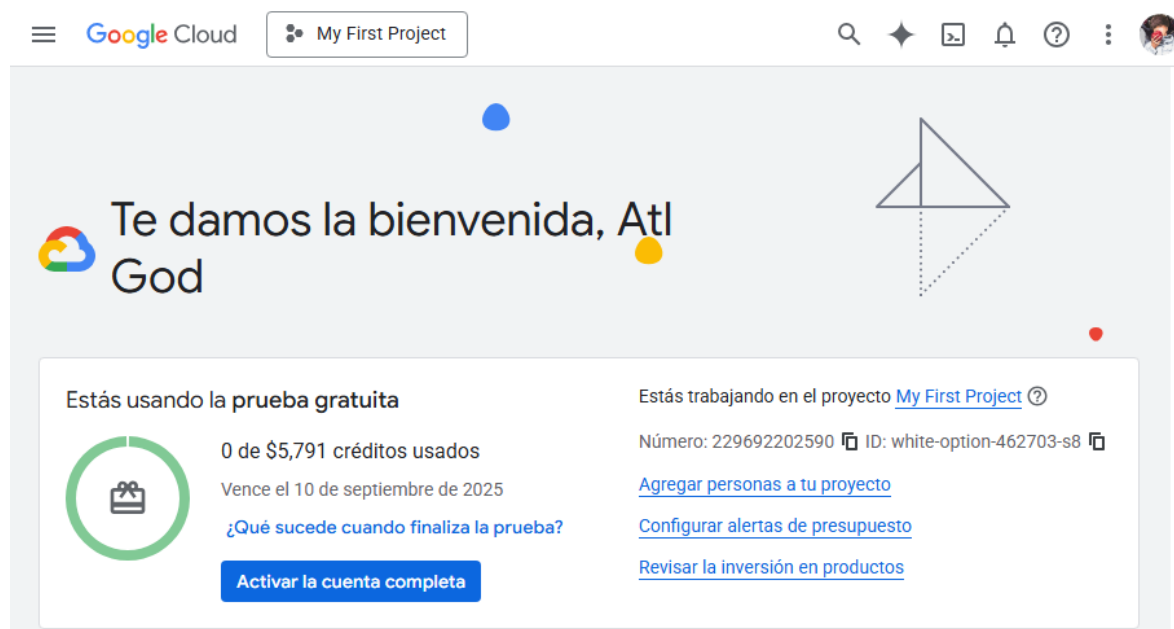 Google Cloud
My First Project
Te damos la bienvenida, Atl
God
Estás usando la prueba gratuita
0 de $5,791 créditos usados
Vence el 10 de septiembre de 2025
¿Qué sucede cuando finaliza la prueba?
Activar la cuenta completa
Estás trabajando en el proyecto My First Project
Número: 229692202590 ID: white-option-462703-s8
Agregar personas a tu proyecto
Configurar alertas de presupuesto
Revisar la inversión en productos